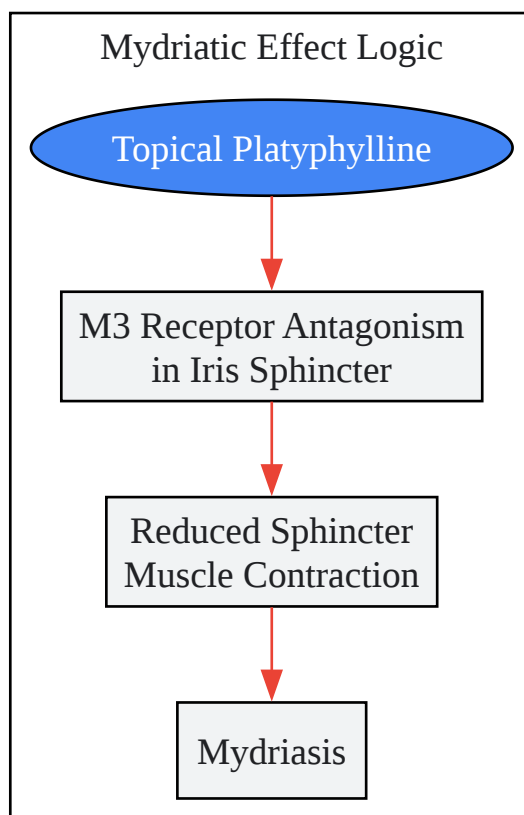 Mydriatic Effect Logic
Topical Platyphylline
M3 Receptor Antagonism
in Iris Sphincter
Reduced Sphincter
Muscle Contraction
Mydriasis